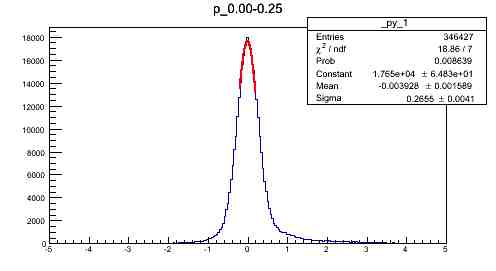 p_0.00-0.25
_py_1
Entries 346427
χ² / ndf 18.86 / 7
Prob 0.008639
Constant 1.765e+04 ± 6.483e+01
Mean -0.003928 ± 0.001589
Sigma 0.2655 ± 0.0041
18000
16000
14000
12000
10000
8000
6000
4000
2000
0
-5 -4 -3 -2 -1 0 1 2 3 4 5